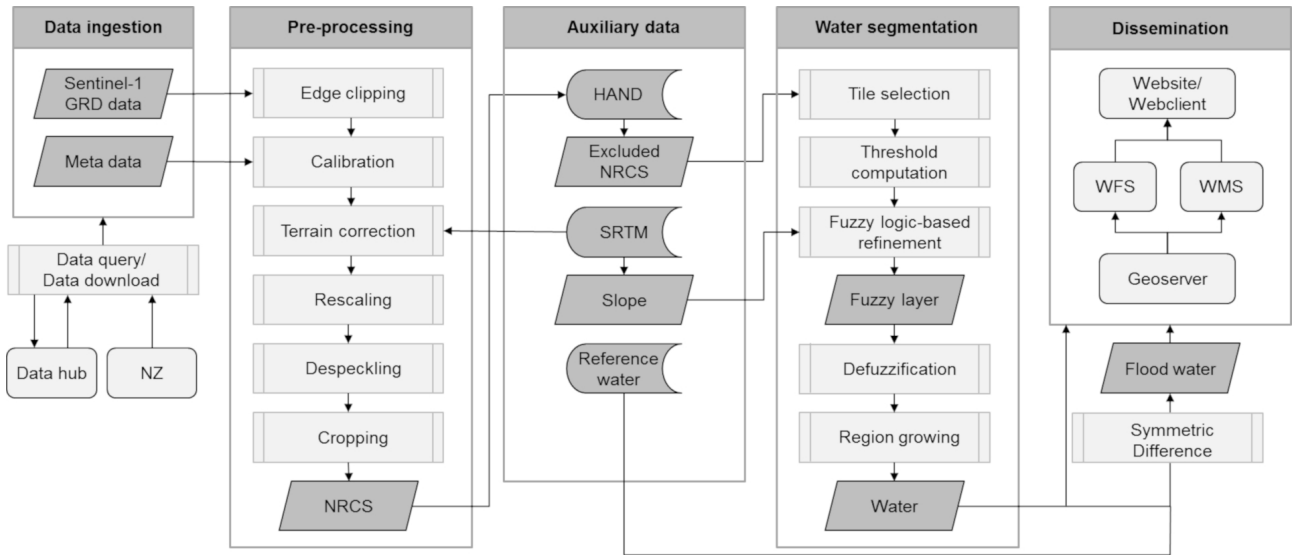 Data ingestion
Sentinel-1
GRD data
Meta data
Data query/
Data download
Data hub
NZ
Pre-processing
Edge clipping
Calibration
Terrain correction
Rescaling
Despeckling
Cropping
NRCS
Auxiliary data
HAND
Excluded
NRCS
SRTM
Slope
Reference
water
Water segmentation
Tile selection
Threshold
computation
Fuzzy logic-based
refinement
Fuzzy layer
Defuzzification
Region growing
Water
Dissemination
Website/
Webclient
WFS
WMS
Geoserver
Flood water
Symmetric
Difference